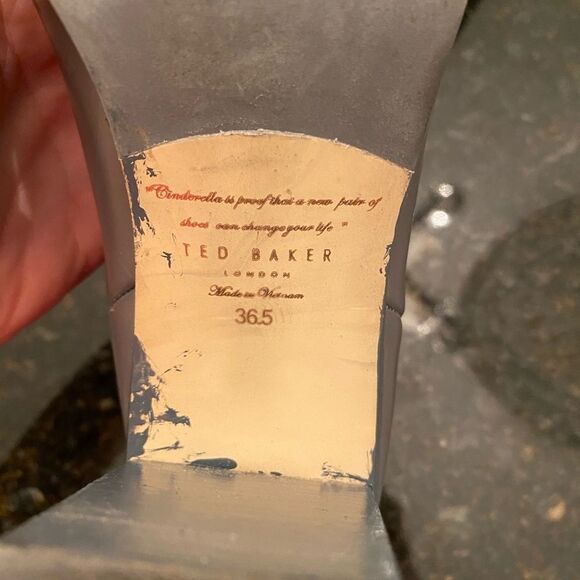 "Cinderella is proof that a new pair of
shoes can change your life"
TED BAKER
LONDON
Made in Vietnam
36.5